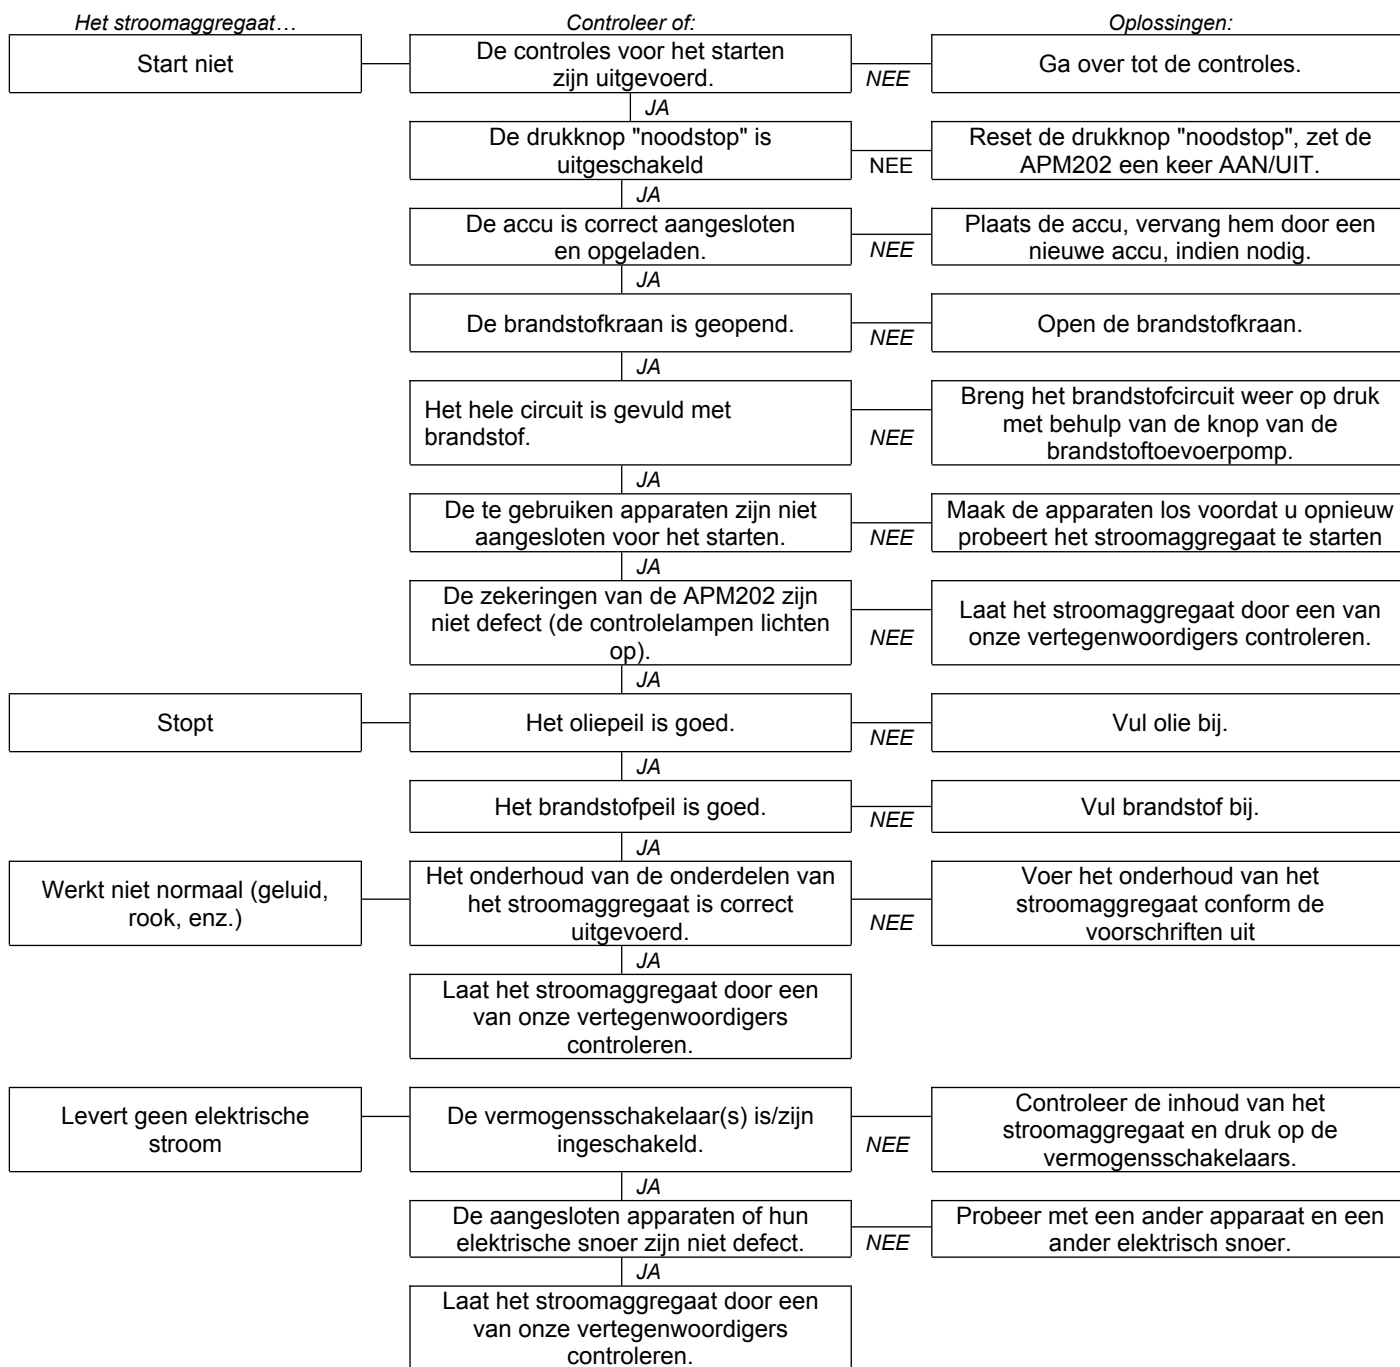 Het stroomaggregaat…
Controleer of:
Oplossingen:
Start niet
De controles voor het starten
zijn uitgevoerd.
NEE
Ga over tot de controles.
JA
De drukknop "noodstop" is
uitgeschakeld
NEE
Reset de drukknop "noodstop", zet de
APM202 een keer AAN/UIT.
JA
De accu is correct aangesloten
en opgeladen.
NEE
Plaats de accu, vervang hem door een
nieuwe accu, indien nodig.
JA
De brandstofkraan is geopend.
NEE
Open de brandstofkraan.
JA
Het hele circuit is gevuld met
brandstof.
NEE
Breng het brandstofcircuit weer op druk
met behulp van de knop van de
brandstoftoevoerpomp.
JA
De te gebruiken apparaten zijn niet
aangesloten voor het starten.
NEE
Maak de apparaten los voordat u opnieuw
probeert het stroomaggregaat te starten
JA
De zekeringen van de APM202 zijn
niet defect (de controlelampen lichten
op).
NEE
Laat het stroomaggregaat door een van
onze vertegenwoordigers controleren.
JA
Stopt
Het oliepeil is goed.
NEE
Vul olie bij.
JA
Het brandstofpeil is goed.
NEE
Vul brandstof bij.
JA
Werkt niet normaal (geluid,
rook, enz.)
Het onderhoud van de onderdelen van
het stroomaggregaat is correct
uitgevoerd.
NEE
Voer het onderhoud van het
stroomaggregaat conform de
voorschriften uit
JA
Laat het stroomaggregaat door een
van onze vertegenwoordigers
controleren.
Levert geen elektrische
stroom
De vermogensschakelaar(s) is/zijn
ingeschakeld.
NEE
Controleer de inhoud van het
stroomaggregaat en druk op de
vermogensschakelaars.
JA
De aangesloten apparaten of hun
elektrische snoer zijn niet defect.
NEE
Probeer met een ander apparaat en een
ander elektrisch snoer.
JA
Laat het stroomaggregaat door een
van onze vertegenwoordigers
controleren.